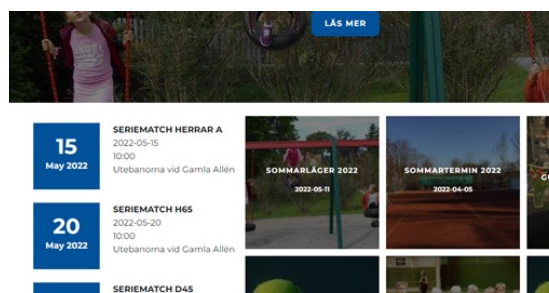 LÄS MER
15
May 2022
SERIEMATCH HERRAR A
2022-05-15
10:00
Utebanorna vid Gamla Allén
SOMMARLÄGER 2022
2022-05-11
SOMMARTERMIN 2022
2022-04-05
20
May 2022
SERIEMATCH H65
2022-05-20
10:00
Utebanorna vid Gamla Allén
SERIEMATCH D45